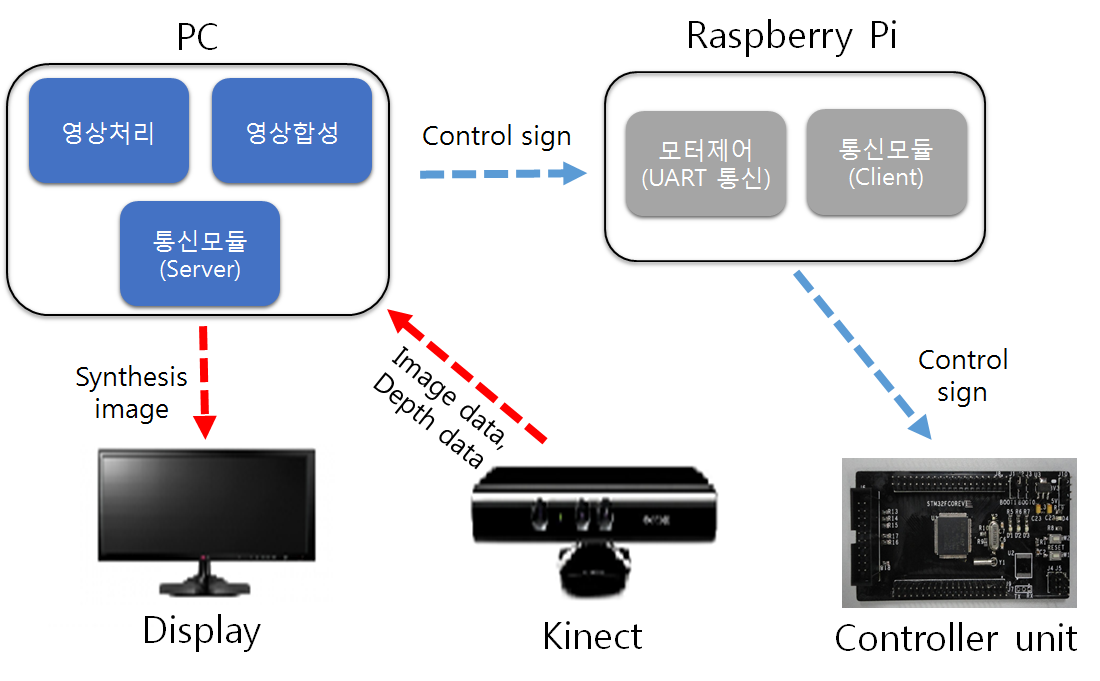 PC
Raspberry Pi
영상처리
영상합성
통신모듈
(Server)
Control sign
모터제어
(UART 통신)
통신모듈
(Client)
Synthesis
image
Image data,
Depth data
Control
sign
STM32FCOREVE
RESET
Display
Kinect
Controller unit